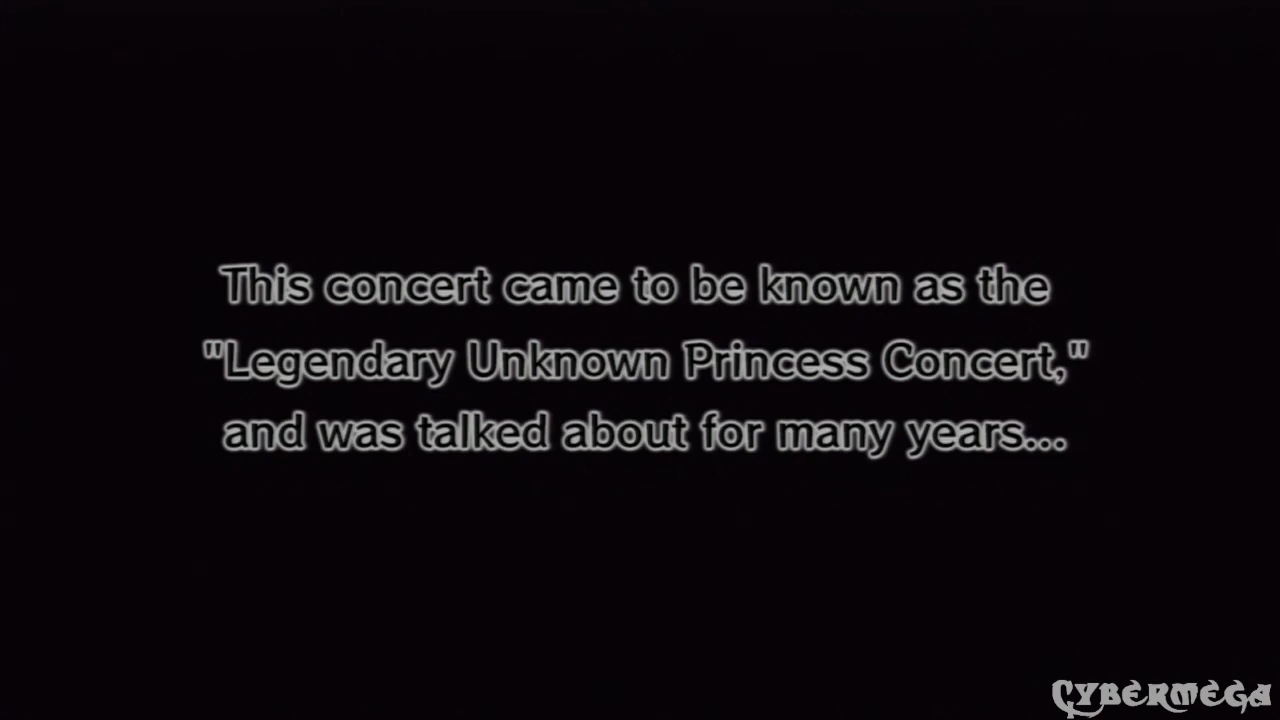 This concert came to be known as the
"Legendary Unknown Princess Concert,"
and was talked about for many years...
CYBERMEGA